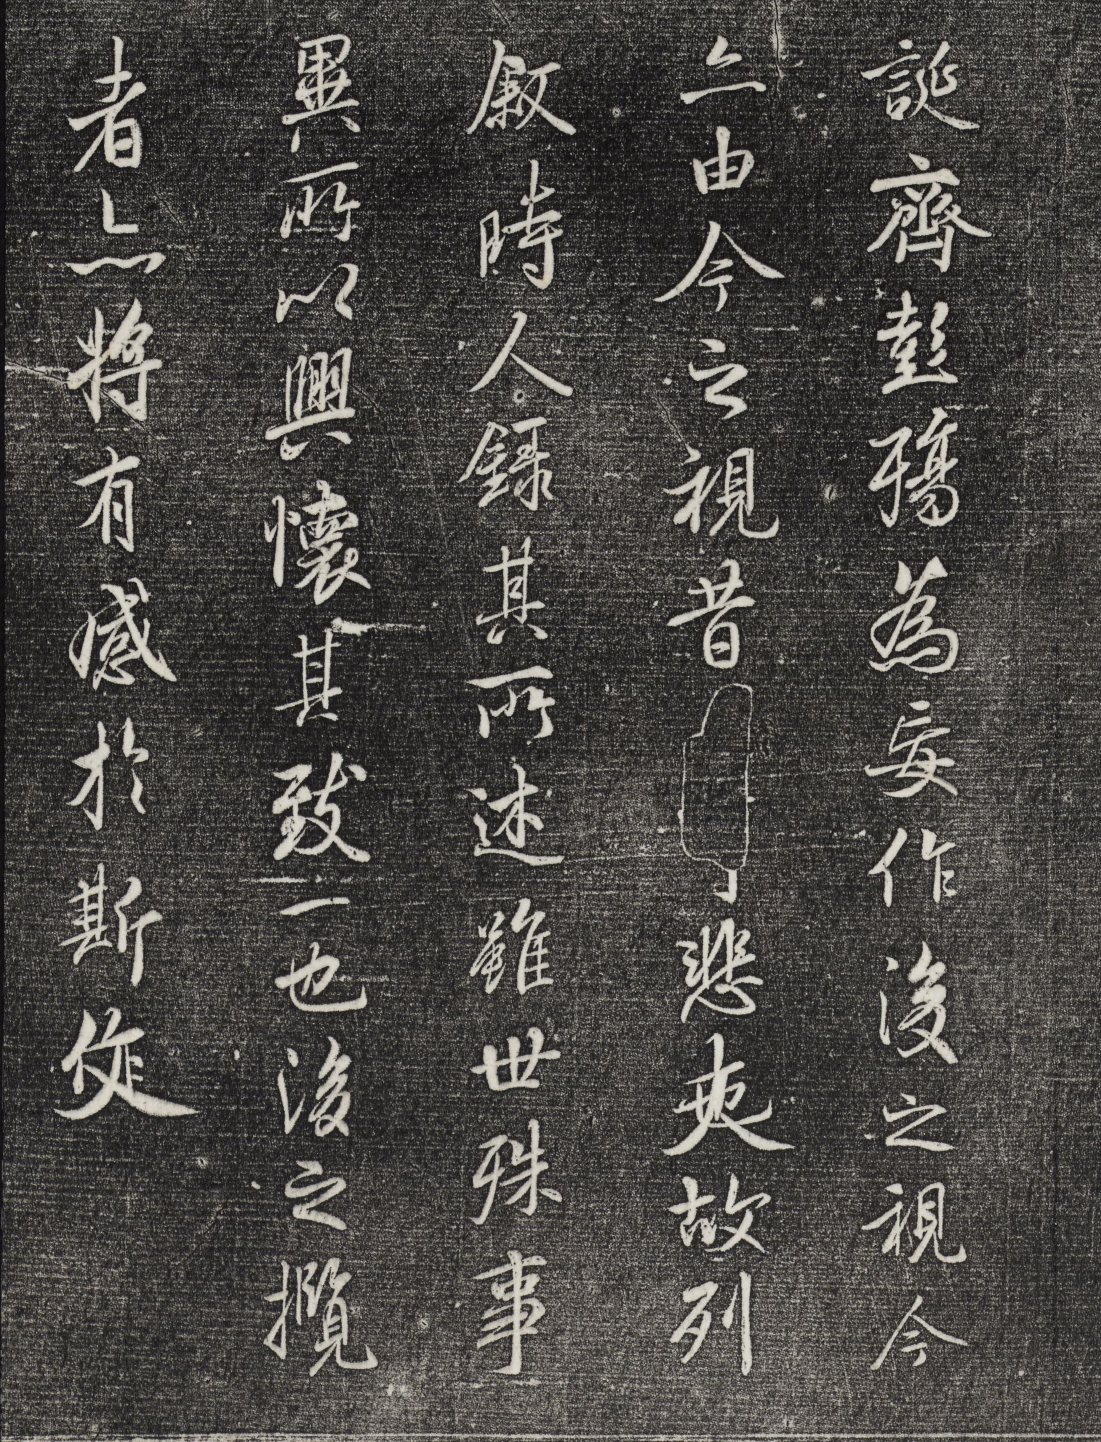 誕齊彭殤為妄作後之視今
亦由今之視昔悲夫故列
敘時人錄其所述雖世殊事
異所以興懷其致一也後之攬
者亦將有感於斯文